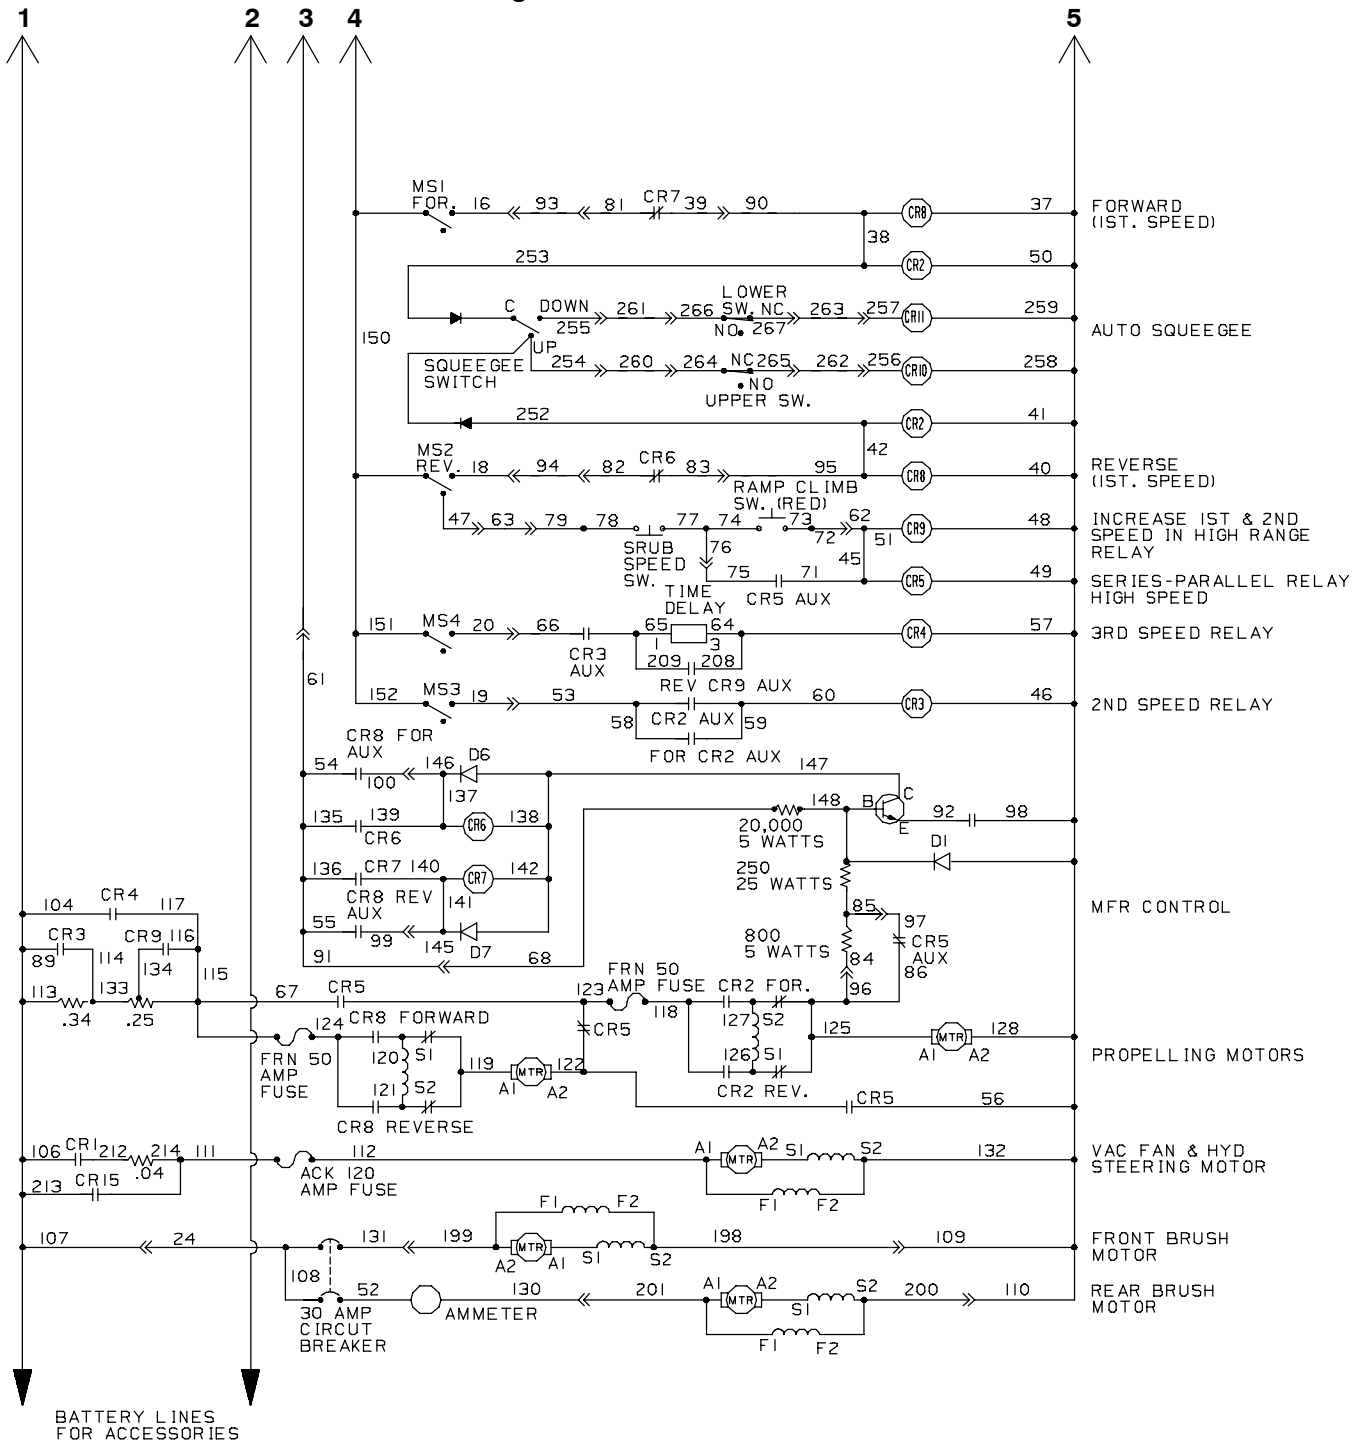 1 2 3 4 5
MS1
FOR. 16 93 81 CR7 39 90 CR8 37 FORWARD
(1ST. SPEED)
38
253 CR2 50
C DOWN 261 266 LOWER
SW. NC 263 257 CR11 259
255 NO 267
AUTO SQUEEGEE
150
UP
SQUEEGEE
SWITCH
254 260 264 NC 265 262 256 CR10 258
NO
UPPER SW.
252 CR2 41
42
MS2
REV. 18 94 82 CR6 83 95 CR8 40 REVERSE
(1ST. SPEED)
RAMP CLIMB
SW. (RED)
47 63 79 78 77 74 73 62 CR9 48 INCREASE 1ST & 2ND
SPEED IN HIGH RANGE
RELAY
72 51
SRUB
SPEED
SW.
76 45
75 71 CR5 49 SERIES-PARALLEL RELAY
HIGH SPEED
CR5 AUX
TIME
DELAY
151 MS4 20 66 65 64 CR4 57 3RD SPEED RELAY
1 3
CR3
AUX
209 208
REV CR9 AUX
61
152 MS3 19 53 60 CR3 46 2ND SPEED RELAY
58 CR2 AUX 59
FOR CR2 AUX
CR8 FOR
AUX
54 100 146 D6 147
137
135 139 CR6 138
CR6
148 B C E 92 98
20,000
5 WATTS
D1
250
25 WATTS
136 CR7 140 CR7 142
CR8 REV
AUX
141
55 99 145 D7
85 97
MFR CONTROL
800
5 WATTS
CR5
AUX
84 86
91 68
96
104 CR4 117
CR3 CR9 116
89 114 134 115
113 133
.34 .25
67 CR5 123 FRN 50
AMP FUSE
118
CR2 FOR.
127 S2
CR5
125 MTR 128
A1 A2
126 S1
CR2 REV.
PROPELLING MOTORS
124 CR8 FORWARD
FRN 50
AMP
FUSE
120 S1
119 MTR 122
A1 A2
121 S2
CR8 REVERSE
CR5 56
106 CR1 212 214 111 112 A1 MTR A2 S1 S2 132 VAC FAN & HYD
STEERING MOTOR
.04
213 CR15
ACK 120
AMP FUSE
F1 F2
F1 F2
107 24 131 199 MTR 198 109 FRONT BRUSH
MOTOR
A2 A1 S1 S2
108 52 130 201 A1 MTR A2 S2 200 110 REAR BRUSH
MOTOR
AMMETER
S1
30 AMP
CIRCUT
BREAKER
F1 F2
BATTERY LINES
FOR ACCESSORIES